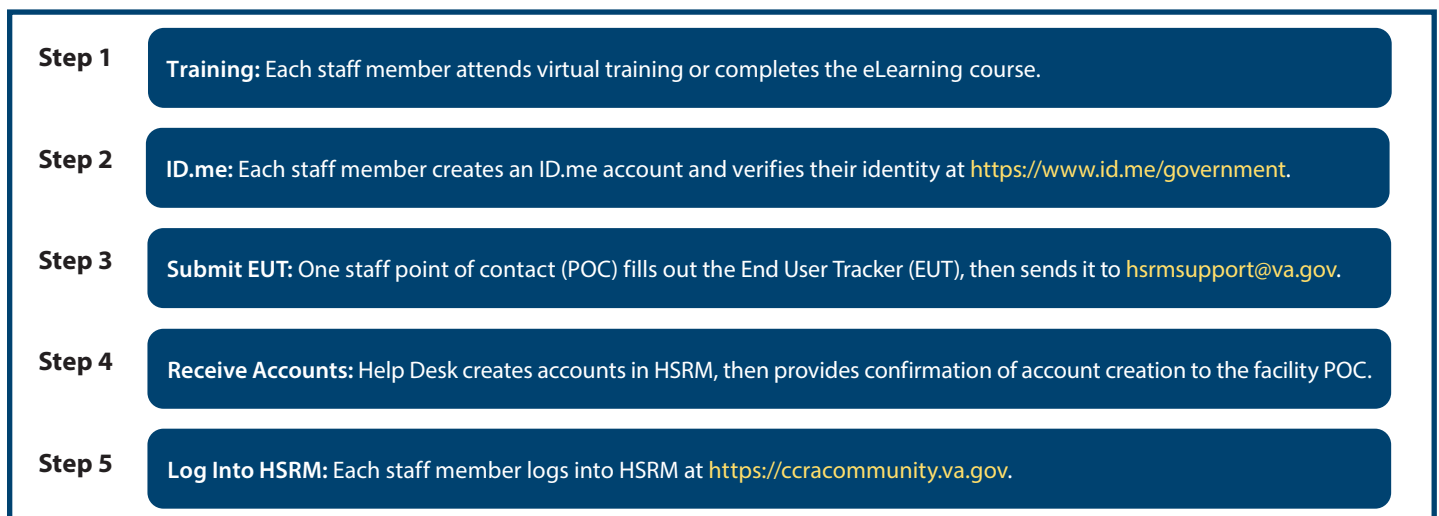 Step 1
Training: Each staff member attends virtual training or completes the eLearning course.
Step 2
ID.me: Each staff member creates an ID.me account and verifies their identity at https://www.id.me/government.
Step 3
Submit EUT: One staff point of contact (POC) fills out the End User Tracker (EUT), then sends it to hsrmsupport@va.gov.
Step 4
Receive Accounts: Help Desk creates accounts in HSRM, then provides confirmation of account creation to the facility POC.
Step 5
Log Into HSRM: Each staff member logs into HSRM at https://ccracommunity.va.gov.